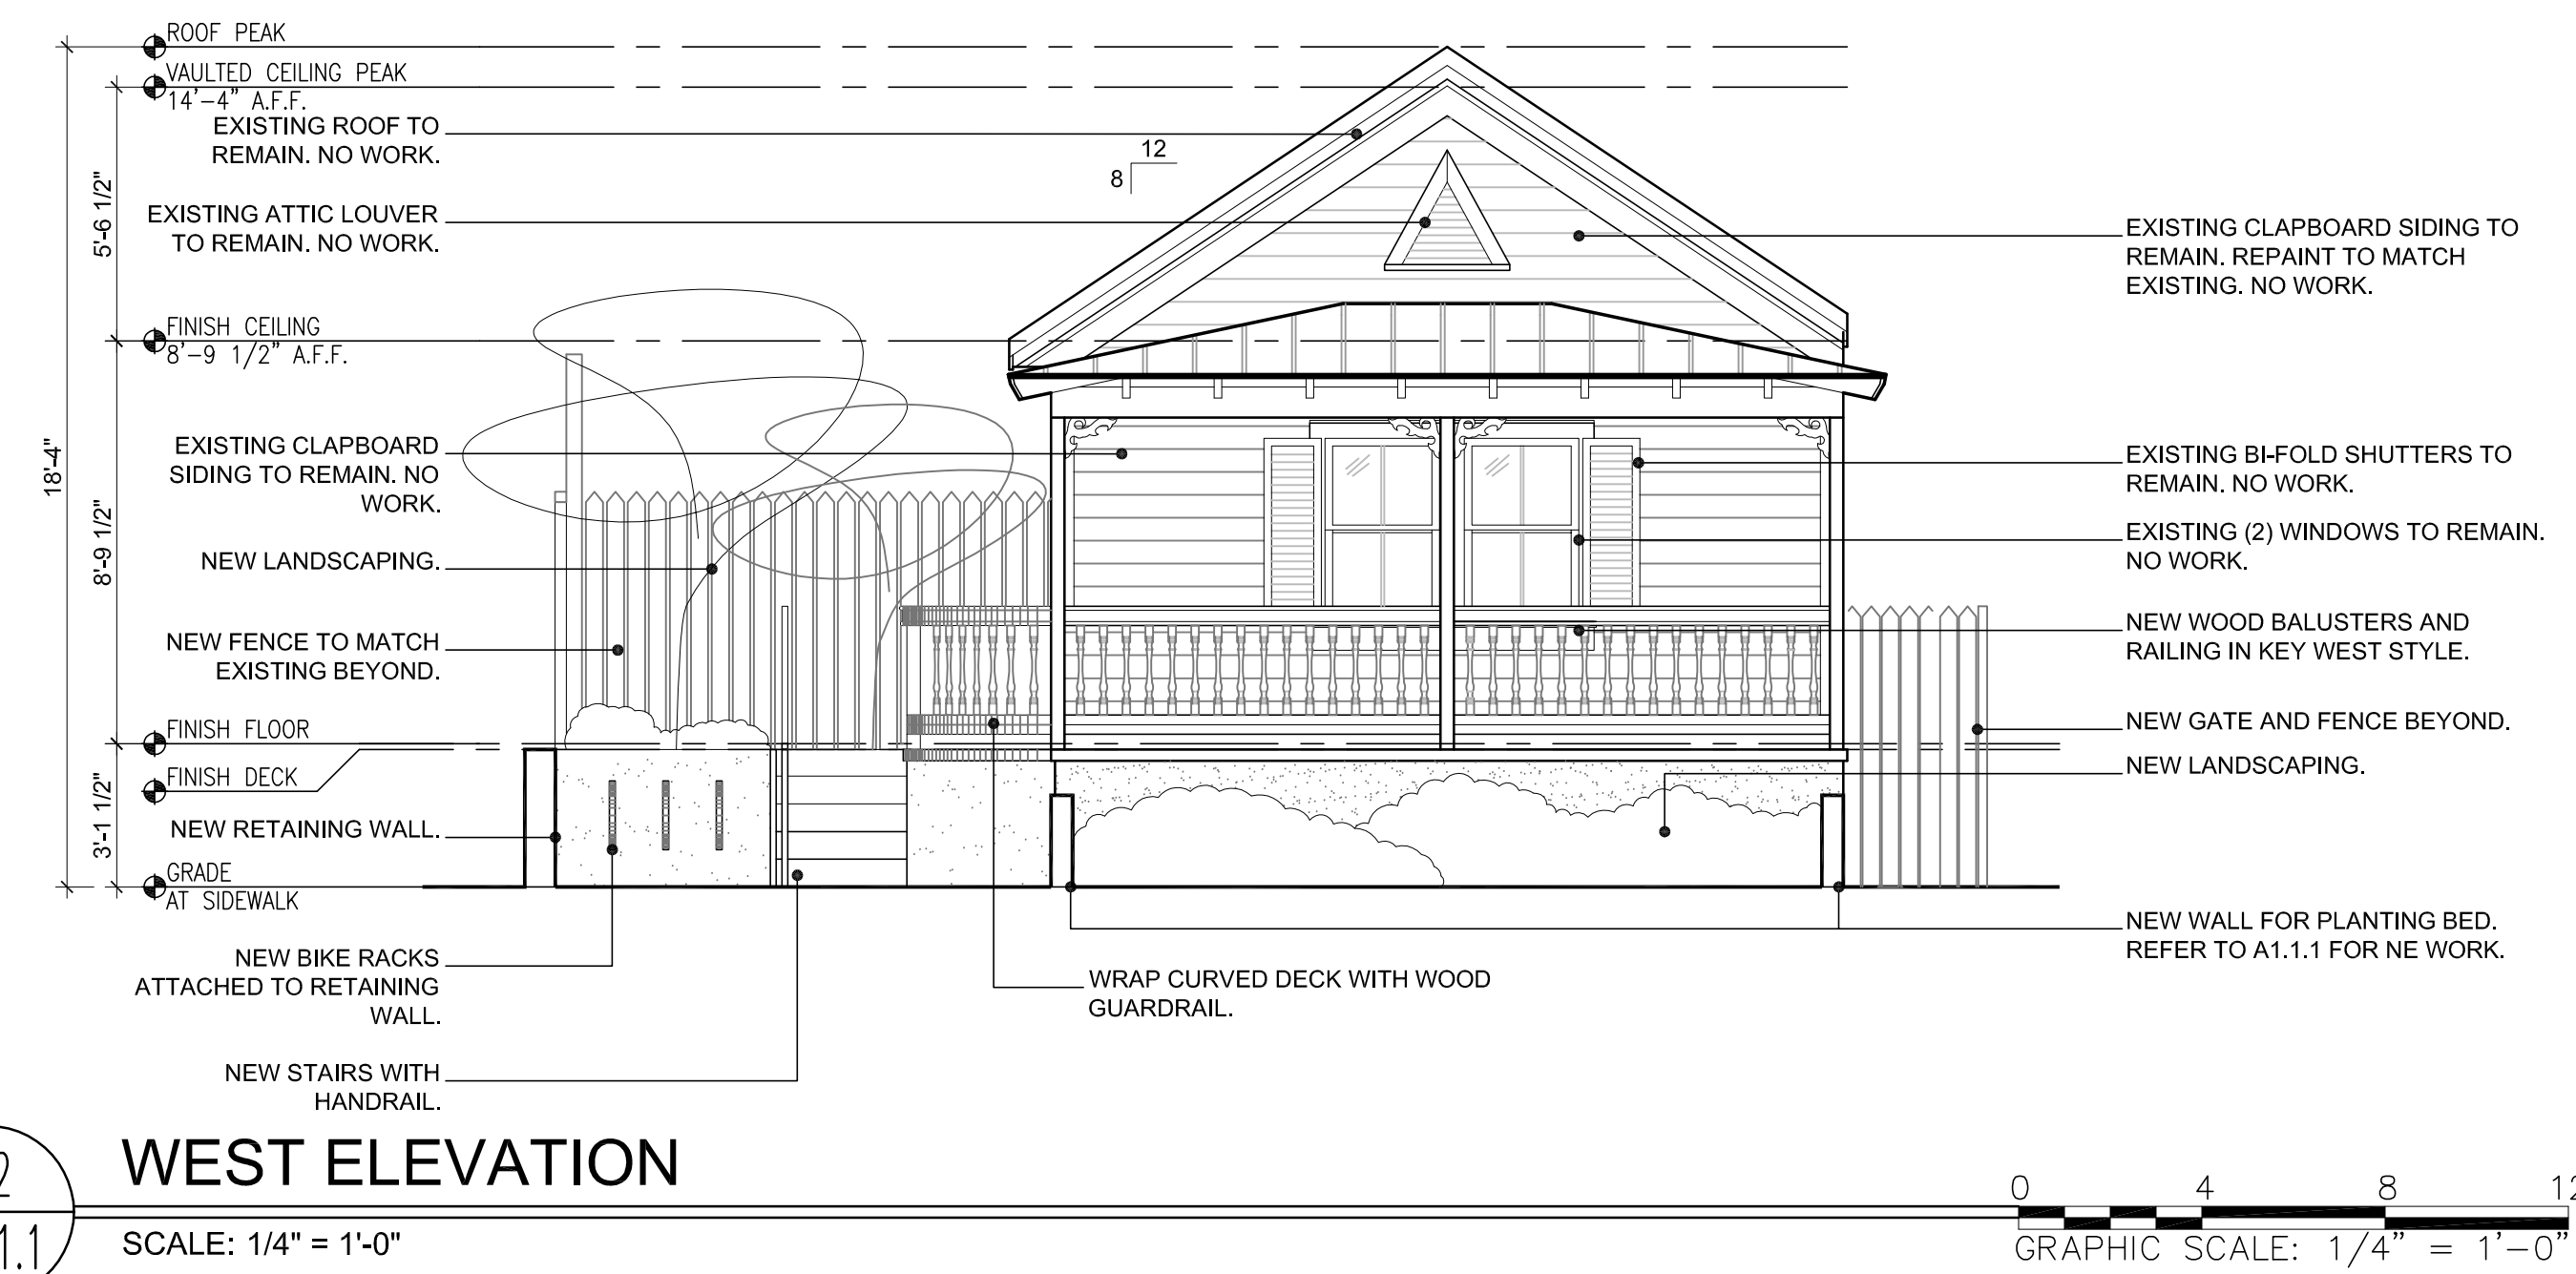 ROOF PEAK
VAULTED CEILING PEAK
14'-4" A.F.F.
EXISTING ROOF TO
REMAIN. NO WORK.
12
8
5'-6 1/2"
EXISTING ATTIC LOUVER
TO REMAIN. NO WORK.
EXISTING CLAPBOARD SIDING TO
REMAIN. REPAINT TO MATCH
EXISTING. NO WORK.
FINISH CEILING
8'-9 1/2" A.F.F.
18'-4"
8'-9 1/2"
EXISTING CLAPBOARD
SIDING TO REMAIN. NO
WORK.
EXISTING BI-FOLD SHUTTERS TO
REMAIN. NO WORK.
EXISTING (2) WINDOWS TO REMAIN.
NO WORK.
NEW LANDSCAPING.
NEW FENCE TO MATCH
EXISTING BEYOND.
NEW WOOD BALUSTERS AND
RAILING IN KEY WEST STYLE.
NEW GATE AND FENCE BEYOND.
NEW LANDSCAPING.
FINISH FLOOR
FINISH DECK
3'-1 1/2"
NEW RETAINING WALL.
GRADE
AT SIDEWALK
NEW WALL FOR PLANTING BED.
REFER TO A1.1.1 FOR NE WORK.
NEW BIKE RACKS
ATTACHED TO RETAINING
WALL.
WRAP CURVED DECK WITH WOOD
GUARDRAIL.
NEW STAIRS WITH
HANDRAIL.
2
1.1
WEST ELEVATION
SCALE: 1/4" = 1'-0"
0 4 8 12
GRAPHIC SCALE: 1/4" = 1'-0"